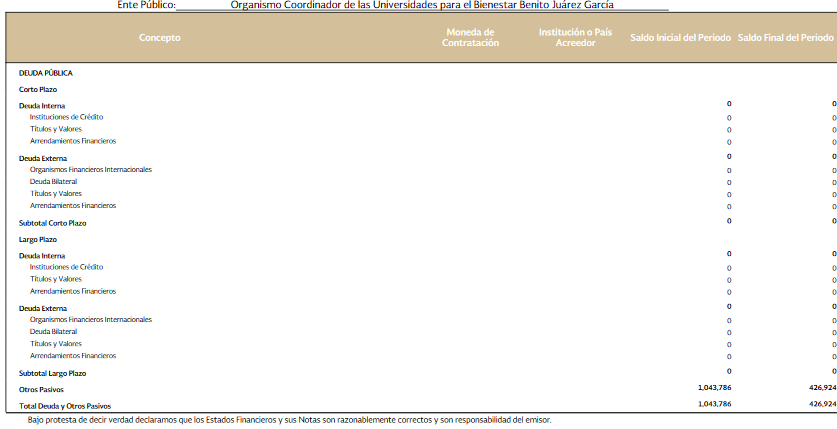 Ente Público: Organismo Coordinador de las Universidades para el Bienestar Benito Juárez García
Concepto Moneda de Contratación Institución o País Acreedor Saldo Inicial del Periodo Saldo Final del Periodo
DEUDA PÚBLICA
Corto Plazo
Deuda Interna 0 0
Instituciones de Crédito 0 0
Títulos y Valores 0 0
Arrendamientos Financieros 0 0
Deuda Externa 0 0
Organismos Financieros Internacionales 0 0
Deuda Bilateral 0 0
Títulos y Valores 0 0
Arrendamientos Financieros 0 0
Subtotal Corto Plazo 0 0
Largo Plazo
Deuda Interna 0 0
Instituciones de Crédito 0 0
Títulos y Valores 0 0
Arrendamientos Financieros 0 0
Deuda Externa 0 0
Organismos Financieros Internacionales 0 0
Deuda Bilateral 0 0
Títulos y Valores 0 0
Arrendamientos Financieros 0 0
Subtotal Largo Plazo 0 0
Otros Pasivos 1,043,786 426,924
Total Deuda y Otros Pasivos 1,043,786 426,924
Bajo protesta de decir verdad declaramos que los Estados Financieros y sus Notas son razonablemente correctos y son responsabilidad del emisor.